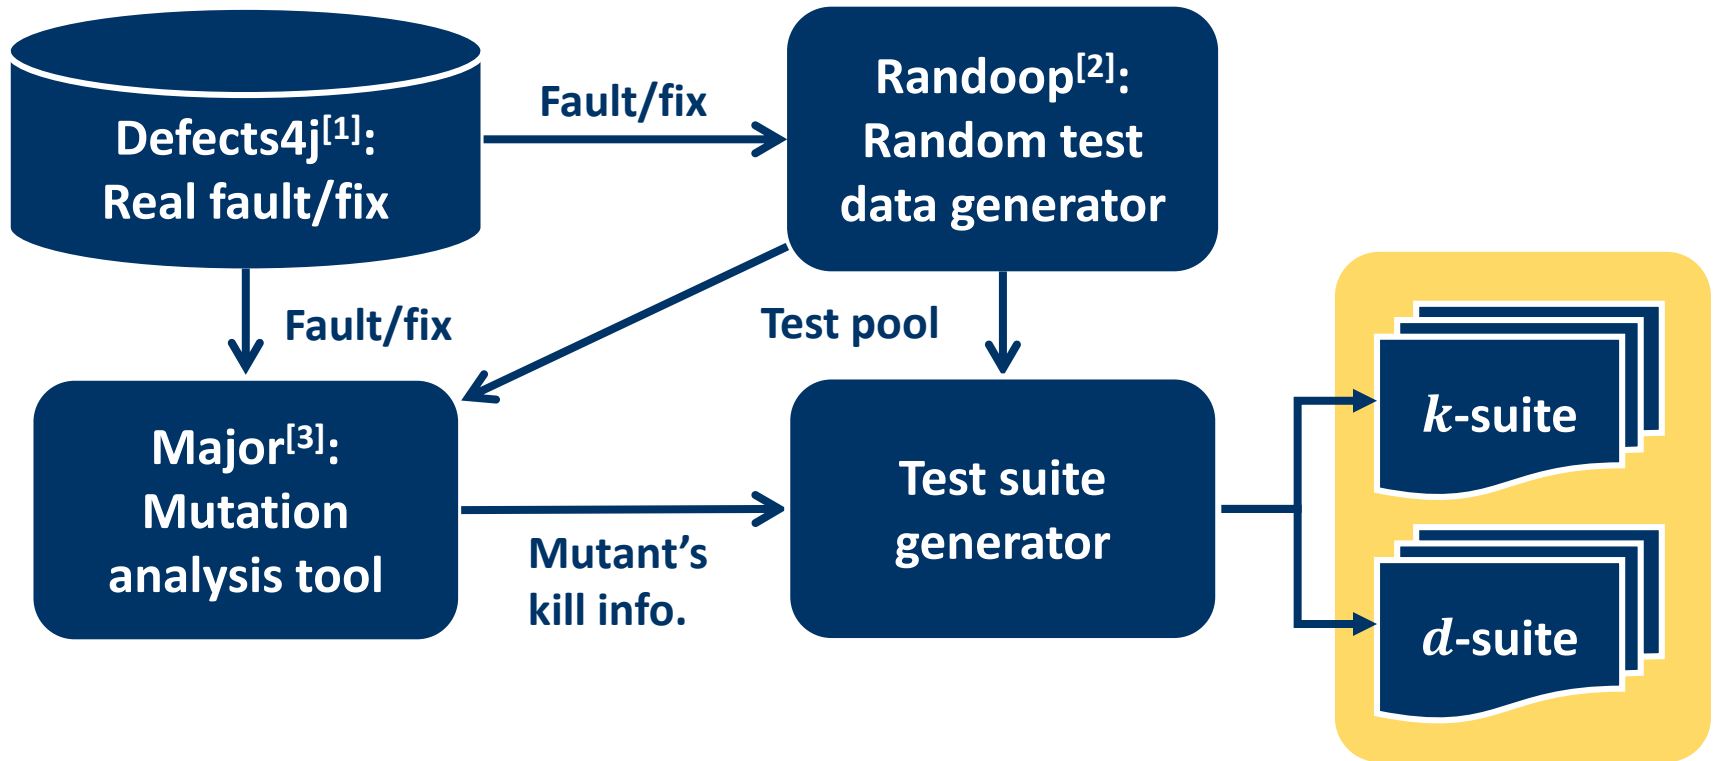 Defects4j[1]:
Real fault/fix
Fault/fix
Randoop[2]:
Random test
data generator
Fault/fix
Test pool
Major[3]:
Mutation
analysis tool
Mutant’s
kill info.
Test suite
generator
k-suite
d-suite